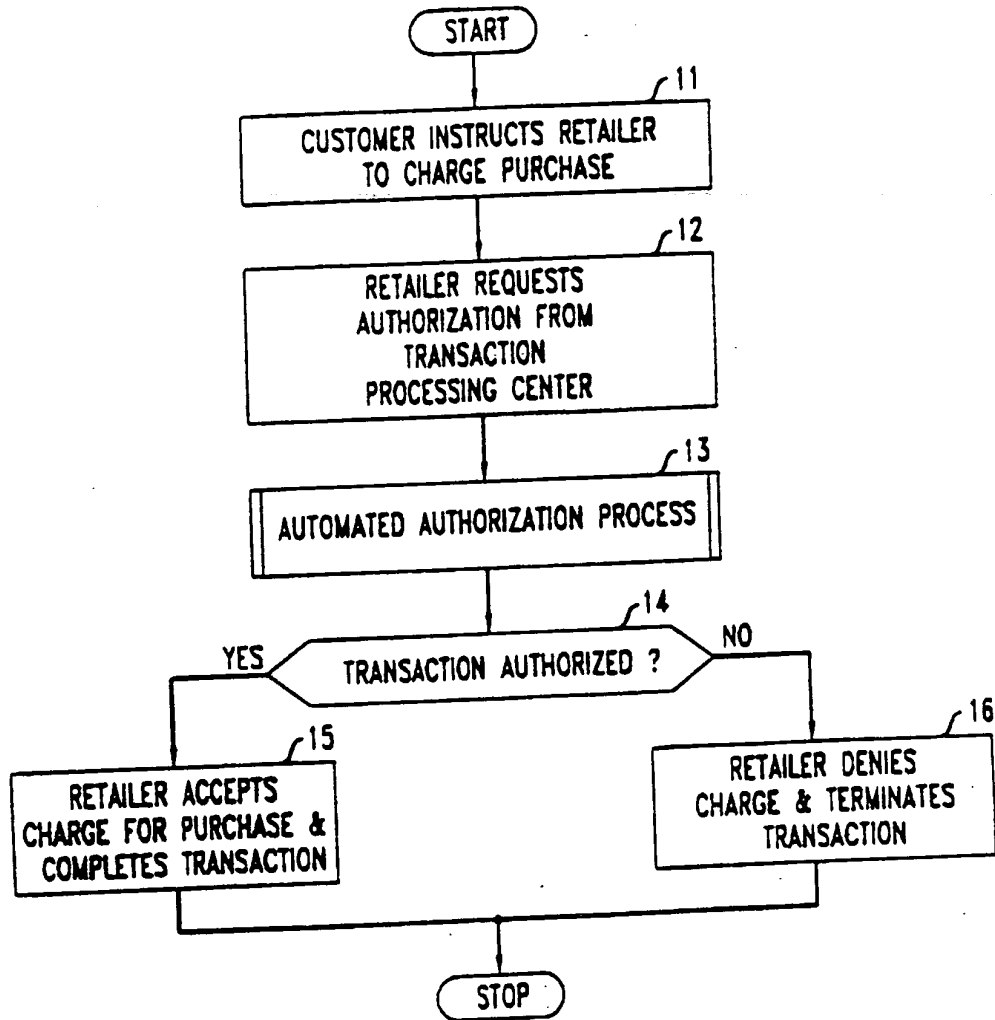 START
11
CUSTOMER INSTRUCTS RETAILER
TO CHARGE PURCHASE
12
RETAILER REQUESTS
AUTHORIZATION FROM
TRANSACTION
PROCESSING CENTER
13
AUTOMATED AUTHORIZATION PROCESS
14
YES
TRANSACTION AUTHORIZED ?
NO
15
RETAILER ACCEPTS
CHARGE FOR PURCHASE &
COMPLETES TRANSACTION
16
RETAILER DENIES
CHARGE & TERMINATES
TRANSACTION
STOP